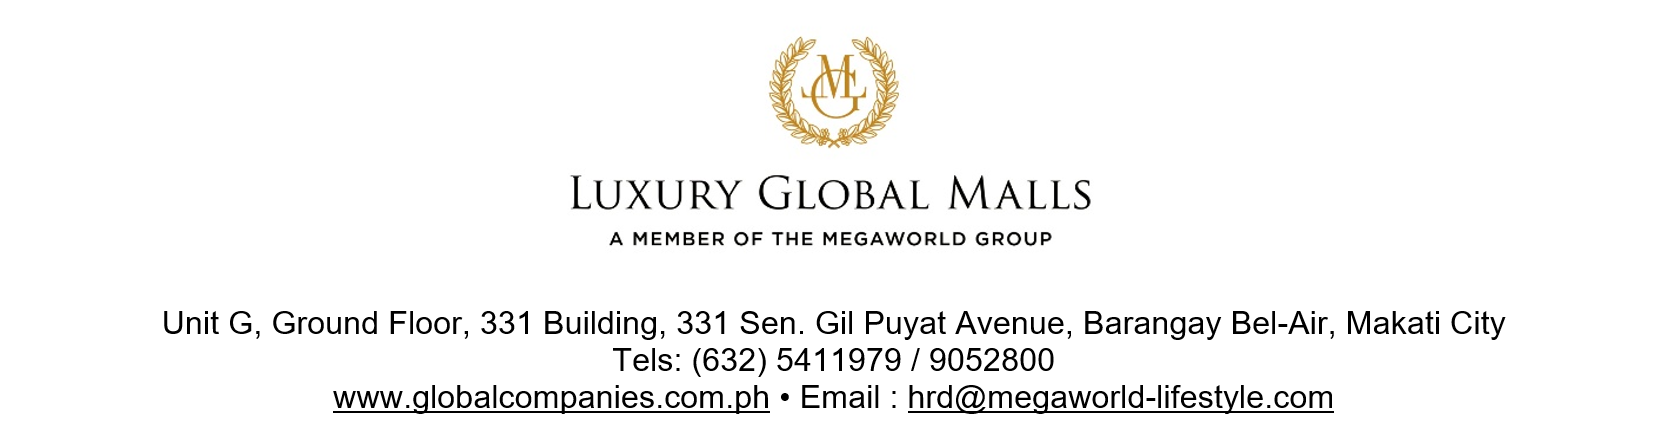 MGL
LUXURY GLOBAL MALLS
A MEMBER OF THE MEGAWORLD GROUP
Unit G, Ground Floor, 331 Building, 331 Sen. Gil Puyat Avenue, Barangay Bel-Air, Makati City
Tels: (632) 5411979 / 9052800
www.globalcompanies.com.ph • Email : hrd@megaworld-lifestyle.com